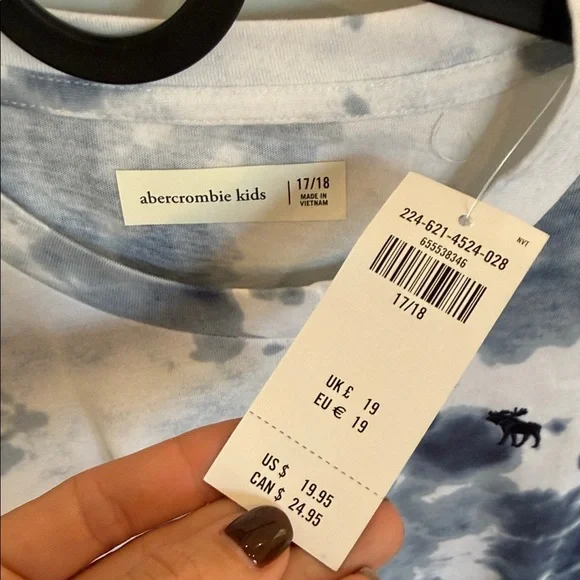 abercrombie kids
17/18
MADE IN
VIETNAM
NVT
224-621-4524-028
655538346
17/18
UK £ 19
EU € 19
US $ 19.95
CAN $ 24.95